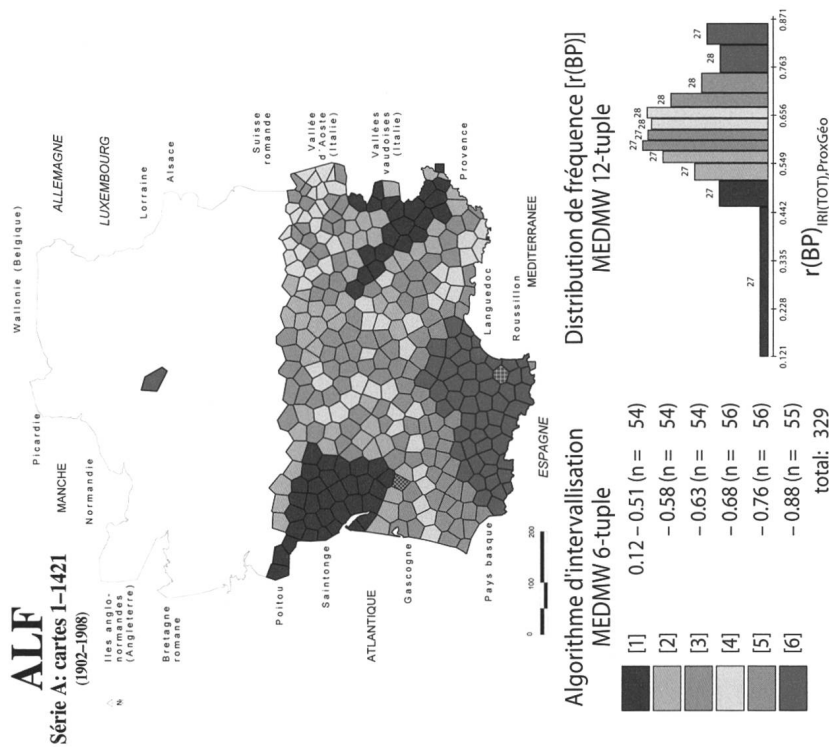 ALF
Série A: cartes 1–1421
(1902–1908)
N
Iles anglo-
normandes
(Angleterre)
Bretagne
romane
MANCHE
Normandie
Picardie
Wallonie (Belgique)
ALLEMAGNE
LUXEMBOURG
Lorraine
Alsace
Suisse
romande
Vallée
d'Aoste
(Italie)
Vallées
vaudoises
(Italie)
Provence
Poitou
Saintonge
ATLANTIQUE
Gascogne
Pays basque
ESPAGNE
Languedoc
Roussillon
MEDITERRANEE
0 100 200
Algorithme d'intervallisation
MEDMW 6-tuple
[1] 0.12 – 0.51 (n = 54)
[2] – 0.58 (n = 54)
[3] – 0.63 (n = 54)
[4] – 0.68 (n = 56)
[5] – 0.76 (n = 56)
[6] – 0.88 (n = 55)
total: 329
Distribution de fréquence [r(BP)]
MEDMW 12-tuple
27 27 27 27 27 27 28 28 28 28 28 27
0.121 0.228 0.335 0.442 0.549 0.656 0.763 0.871
r(BP)IRI(TOT),ProxGéo